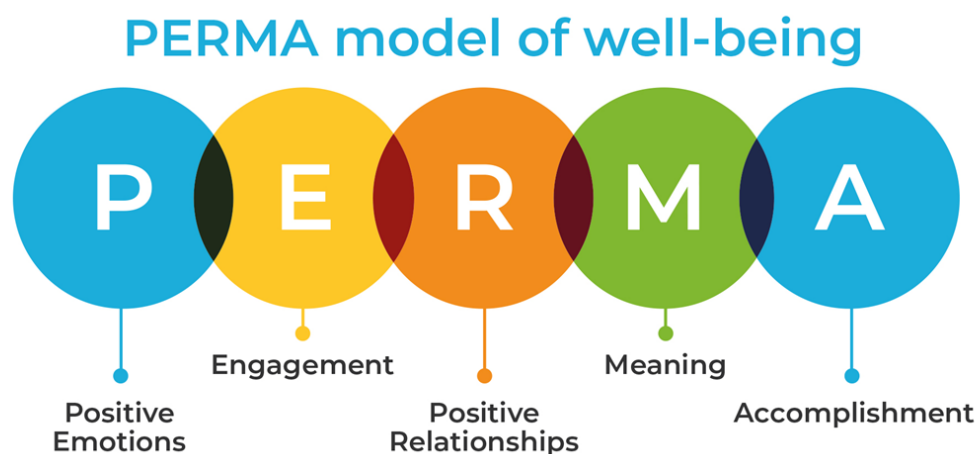 PERMA model of well-being
P E R M A
Engagement
Meaning
Positive
Emotions
Positive
Relationships
Accomplishment